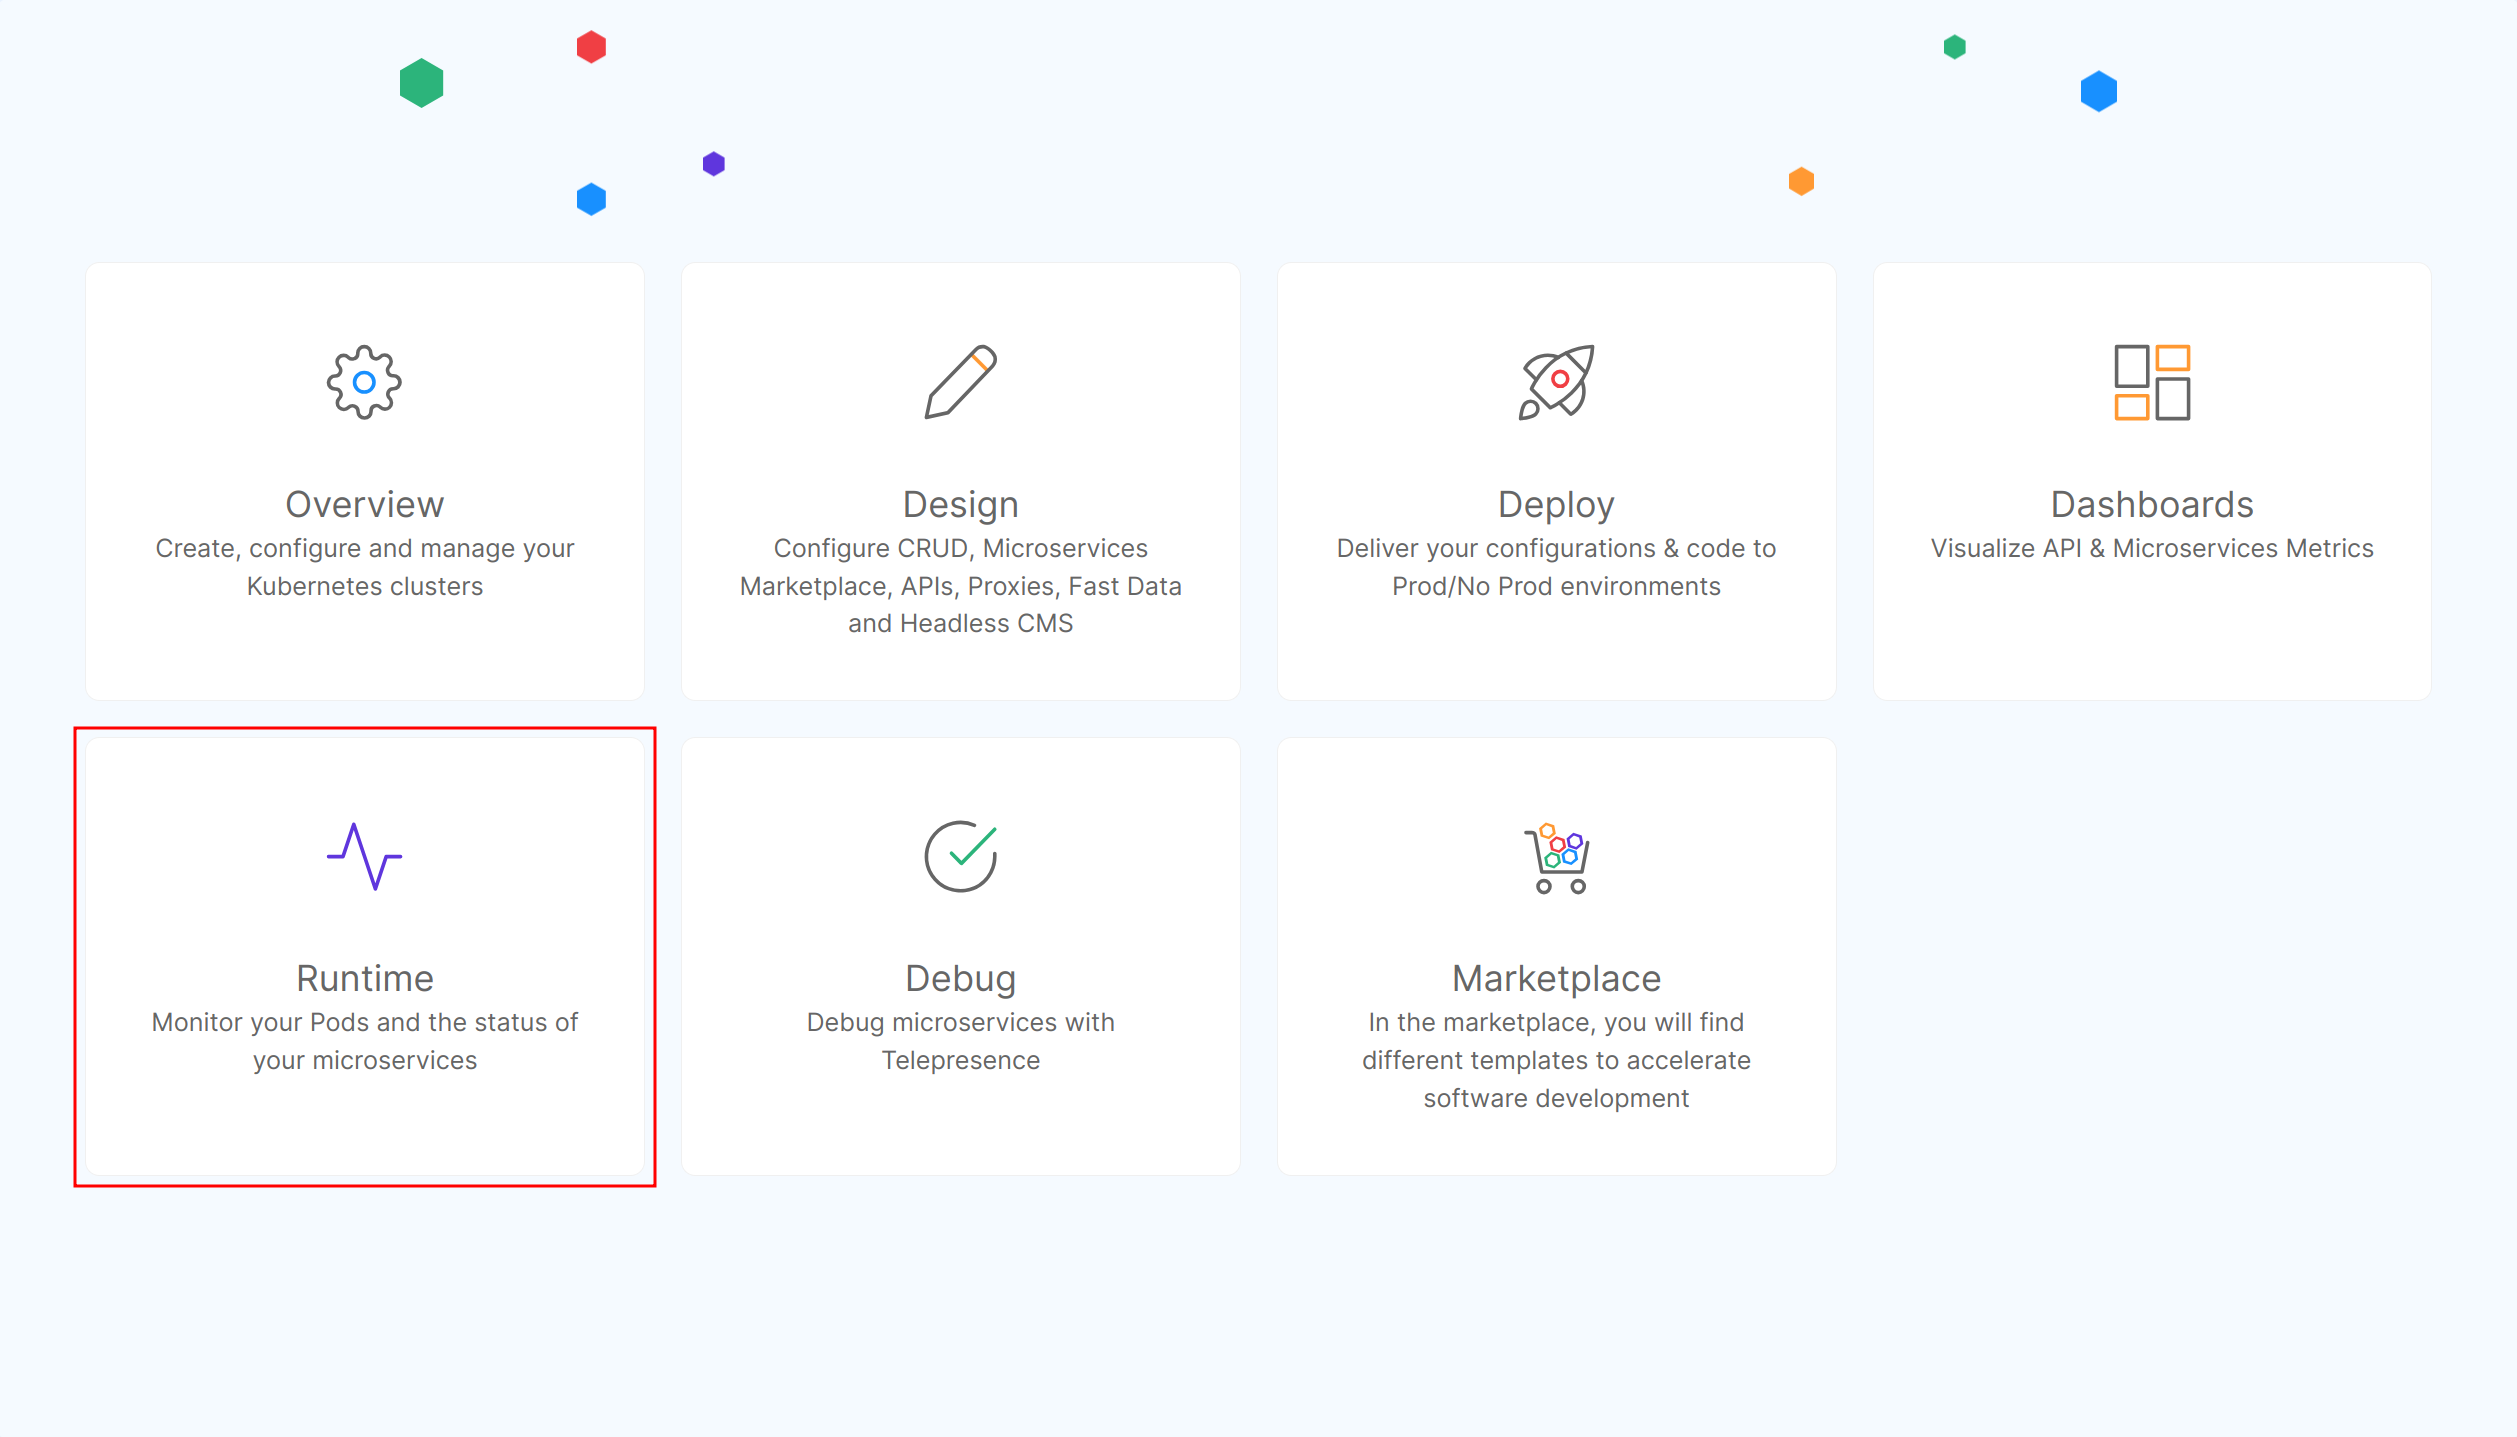 Overview
Create, configure and manage your
Kubernetes clusters
Design
Configure CRUD, Microservices
Marketplace, APIs, Proxies, Fast Data
and Headless CMS
Deploy
Deliver your configurations & code to
Prod/No Prod environments
Dashboards
Visualize API & Microservices Metrics
Runtime
Monitor your Pods and the status of
your microservices
Debug
Debug microservices with
Telepresence
Marketplace
In the marketplace, you will find
different templates to accelerate
software development